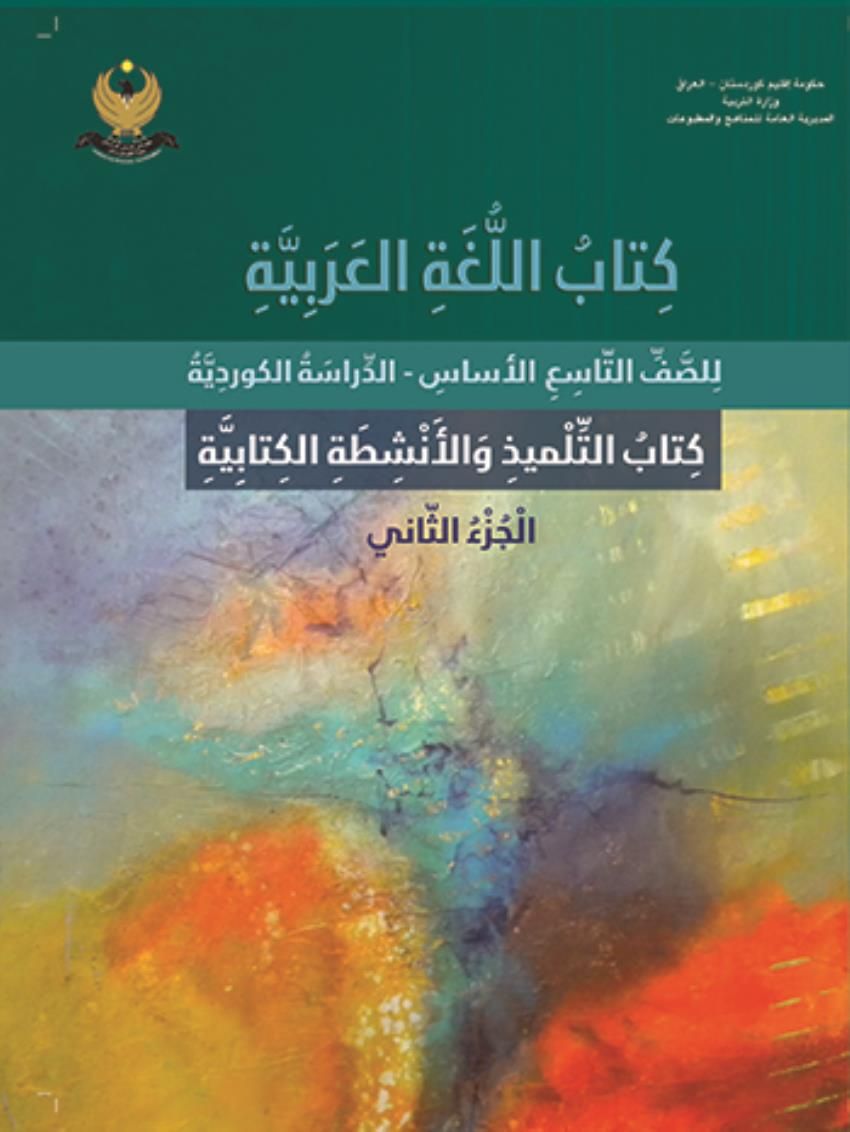 حكومة إقليم كوردستان - العراق
وزارة التربية
المديرية العامة للمناهج والمطبوعات
كِتابُ اللُّغَةِ العَرَبِيَّةِ
لِلصَّفِّ التّاسِعِ الأساسِ - الدِّراسَةُ الكوردِيَّةُ
كِتابُ التِّلْميذِ وَالأَنْشِطَةِ الكِتابِيَّةِ
الْجُزْءُ الثّاني